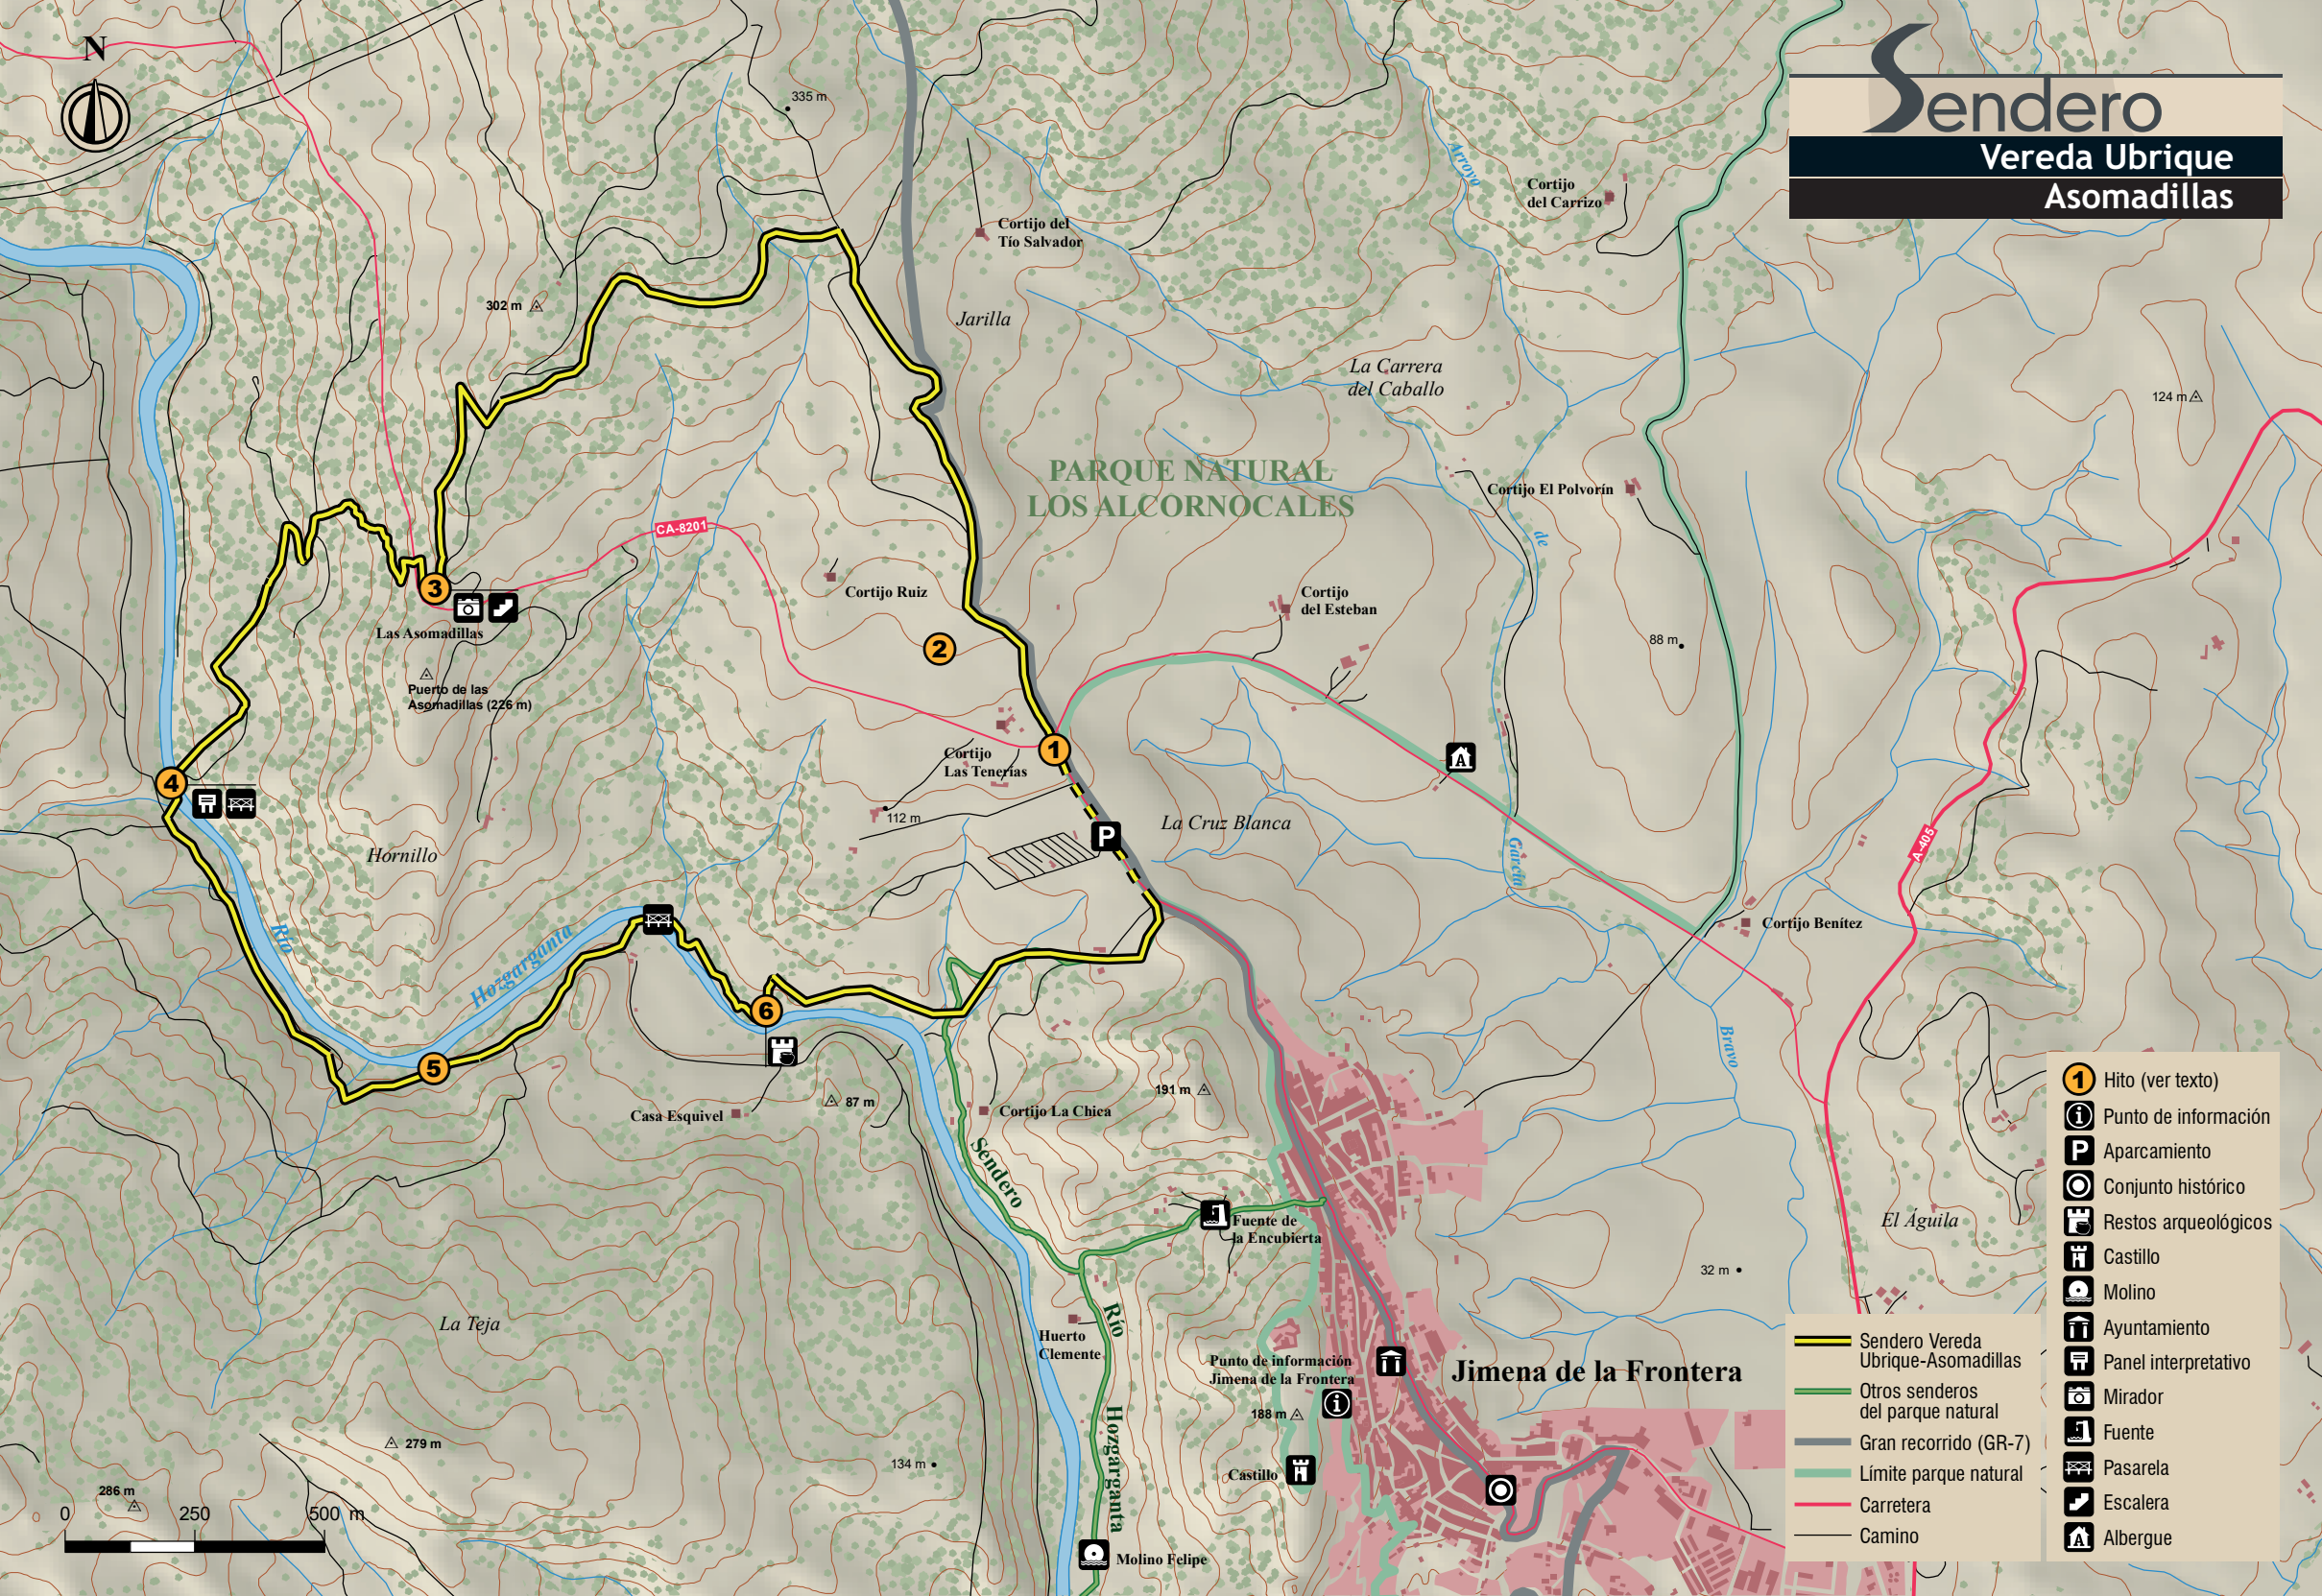 N
Sendero
Vereda Ubrique
Asomadillas
335 m
Cortijo del
Tío Salvador
Arroyo
Cortijo
del Carrizo
302 m
Jarilla
La Carrera
del Caballo
124 m
PARQUE NATURAL
LOS ALCORNOCALES
Cortijo El Polvorín
CA-8201
de
3
Las Asomadillas
Cortijo Ruiz
Cortijo
del Esteban
2
88 m
Puerto de las
Asomadillas (226 m)
1
Cortijo
Las Tenerías
A
4
112 m
P
La Cruz Blanca
A-405
García
Hornillo
Río
Hozgarganta
Cortijo Benítez
6
5
Bravo
Casa Esquivel
87 m
191 m
Cortijo La Chica
Sendero
Fuente de
la Encubierta
El Águila
32 m
La Teja
Río
Huerto
Clemente
Punto de información
Jimena de la Frontera
Jimena de la Frontera
188 m
i
Hozgarganta
279 m
134 m
Castillo
286 m
0 250 500 m
Molino Felipe
1 Hito (ver texto)
i Punto de información
P Aparcamiento
Conjunto histórico
Restos arqueológicos
Castillo
Molino
Ayuntamiento
Panel interpretativo
Mirador
Fuente
Pasarela
Escalera
A Albergue
Sendero Vereda
Ubrique-Asomadillas
Otros senderos
del parque natural
Gran recorrido (GR-7)
Límite parque natural
Carretera
Camino